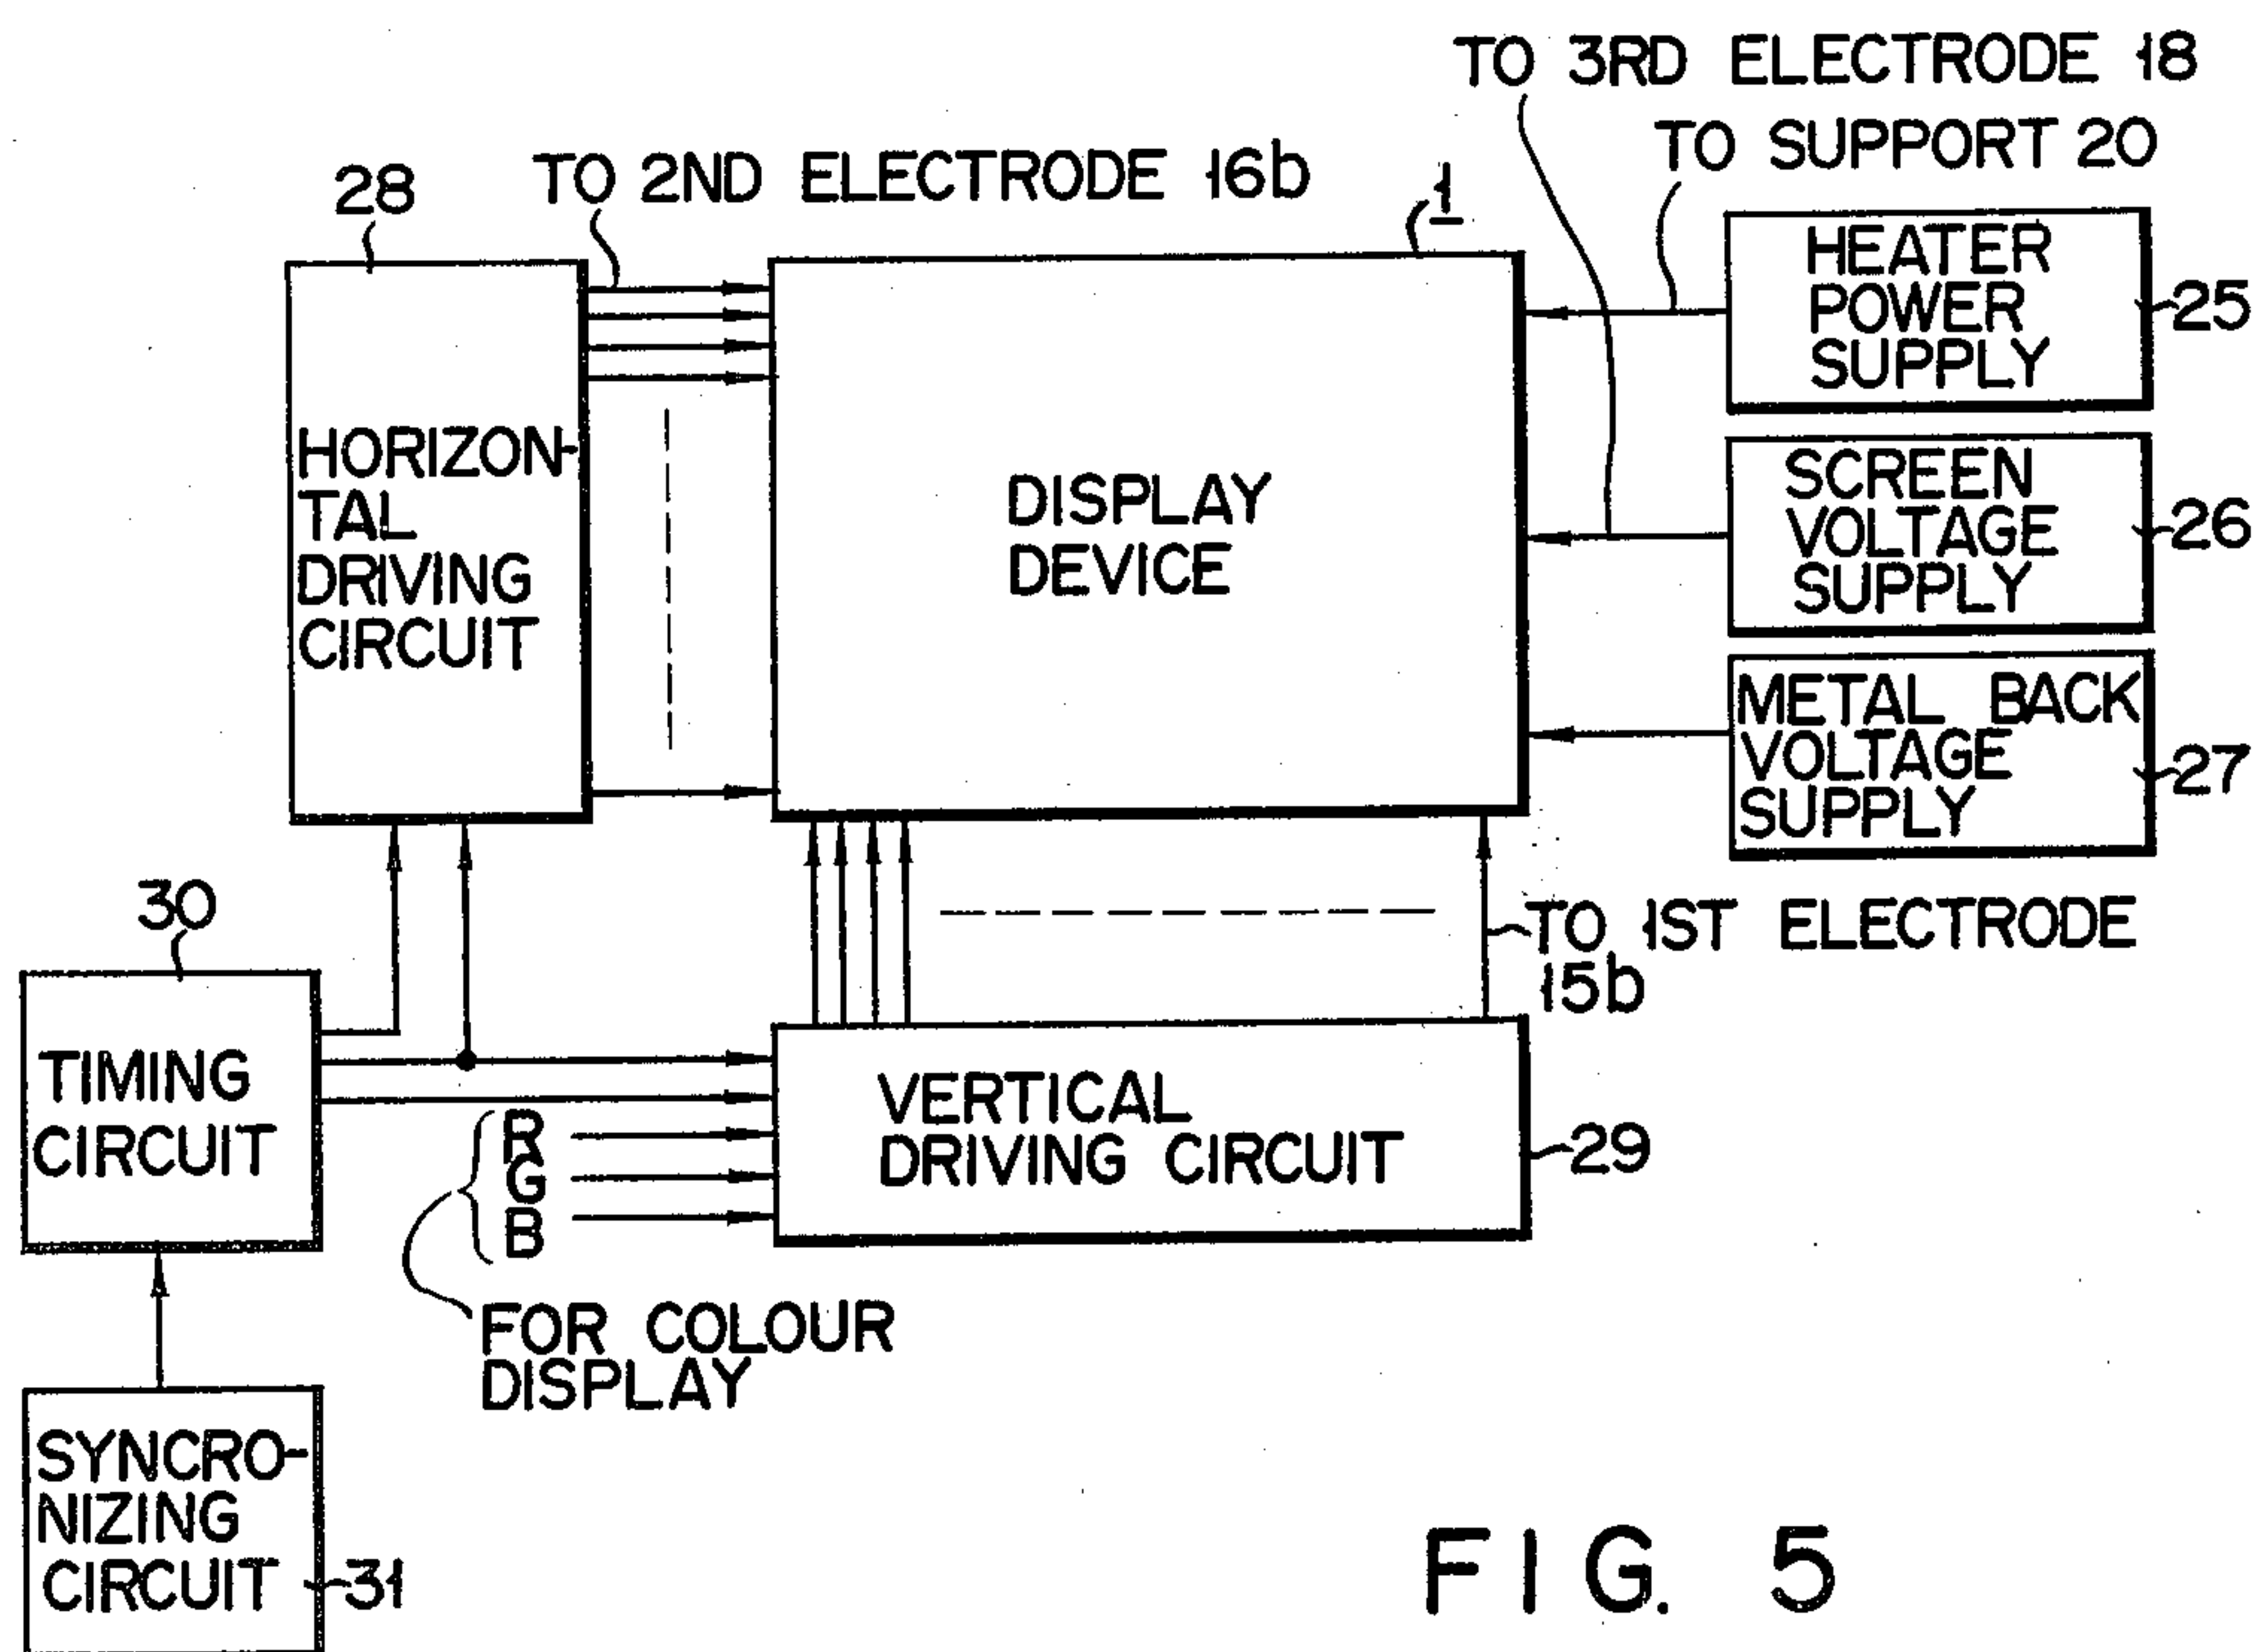 TO 3RD ELECTRODE 18
TO SUPPORT 20
TO 2ND ELECTRODE 16b
28
1
HEATER
POWER
SUPPLY
25
HORIZON-
TAL
DRIVING
CIRCUIT
DISPLAY
DEVICE
SCREEN
VOLTAGE
SUPPLY
26
METAL BACK
VOLTAGE
SUPPLY
27
30
TO 1ST ELECTRODE
15b
TIMING
CIRCUIT
R
G
B
VERTICAL
DRIVING CIRCUIT
29
FOR COLOUR
DISPLAY
SYNCRO-
NIZING
CIRCUIT
31
FIG. 5